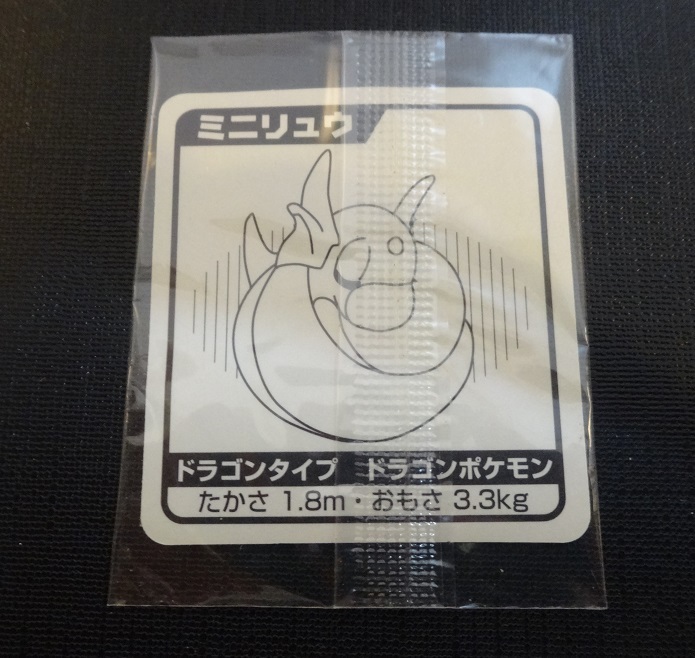 ミニリュウ
ドラゴンタイプ ドラゴンポケモン
たかさ 1.8m・おもさ 3.3kg